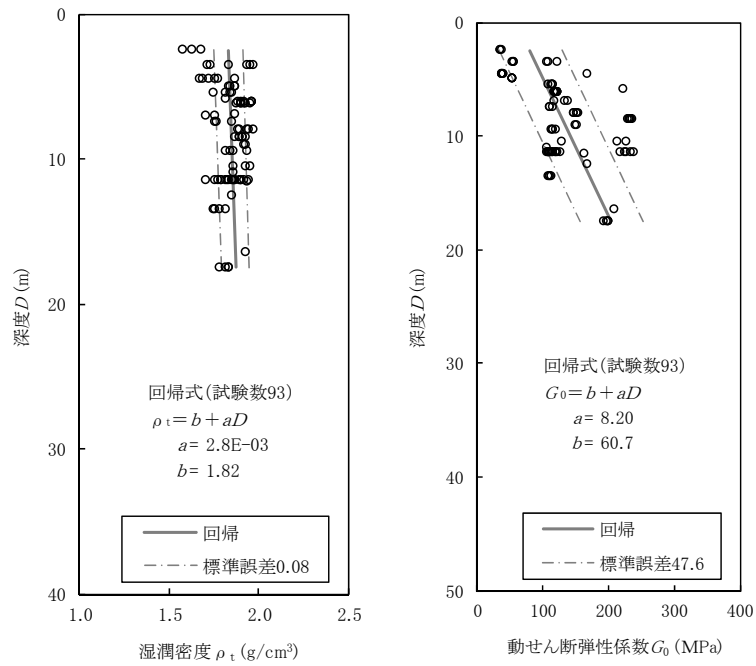 0
10
20
30
40
深度D (m)
回帰式(試験数93)
ρt=b+aD
a= 2.8E-03
b= 1.82
回帰
標準誤差0.08
1.0 1.5 2.0 2.5
湿潤密度 ρt (g/cm³)
0
10
20
30
40
50
深度D (m)
回帰式(試験数93)
G0=b+aD
a= 8.20
b= 60.7
回帰
標準誤差47.6
0 100 200 300 400
動せん断弾性係数G0 (MPa)